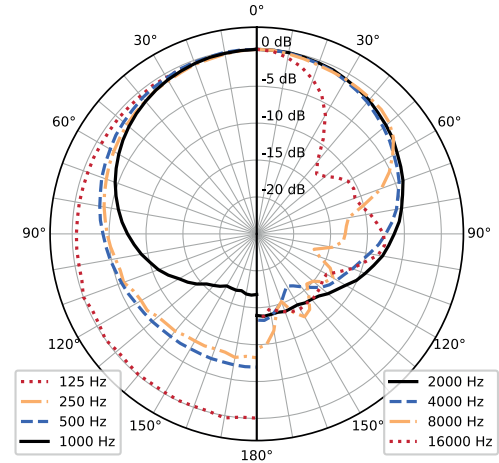 0°
30°
30°
0 dB
-5 dB
60°
60°
-10 dB
-15 dB
-20 dB
90°
90°
120°
120°
125 Hz
250 Hz
500 Hz
1000 Hz
2000 Hz
4000 Hz
8000 Hz
16000 Hz
150°
150°
180°